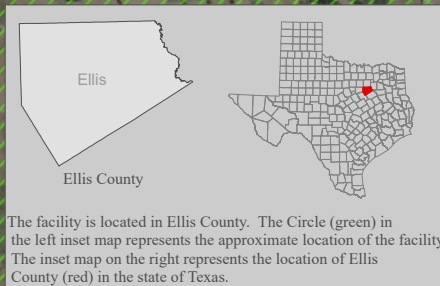 Ellis
Ellis County
The facility is located in Ellis County.  The Circle (green) in
the left inset map represents the approximate location of the facility
The inset map on the right represents the location of Ellis
County (red) in the state of Texas.